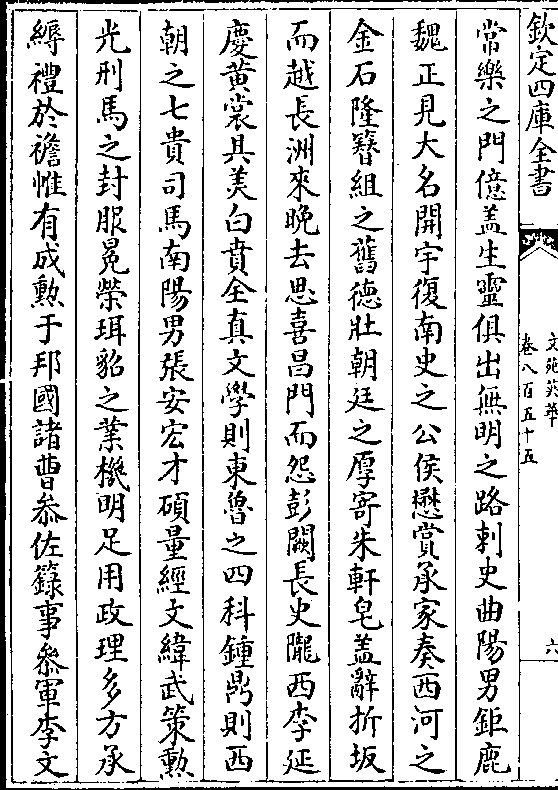 欽定四庫全書
文苑英華
卷八百五十五
六
常樂之門億盖生靈俱出無明之路刺史曲陽男鉅鹿
魏正見大名開宇復南史之公侯懋賞承家奏西河之
金石隆簪組之舊德壯朝廷之厚寄朱軒皂盖辭折坂
而越長洲來晚去思喜昌門而怨彭闕長史隴西李延
慶黃裳具美白賁全真文學則東魯之四科鍾鼎則西
朝之七貴司馬南陽男張安宏才碩量經文緯武策勲
光刑馬之封服冕榮珥貂之業機明足用政理多方承
縟禮於襜惟有成勲于邦國諸曹叅佐錄事叅軍李文